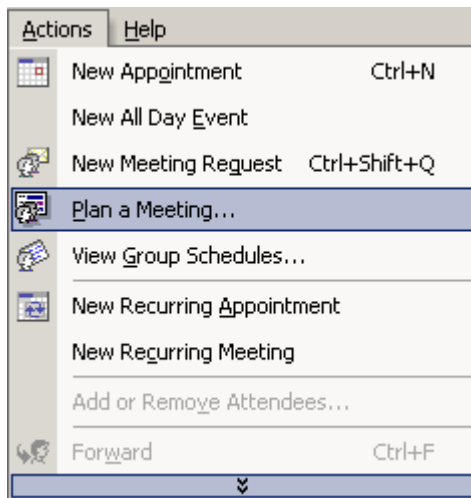 Actions Help
New Appointment Ctrl+N
New All Day Event
New Meeting Request Ctrl+Shift+Q
Plan a Meeting...
View Group Schedules...
New Recurring Appointment
New Recurring Meeting
Add or Remove Attendees...
Forward Ctrl+F